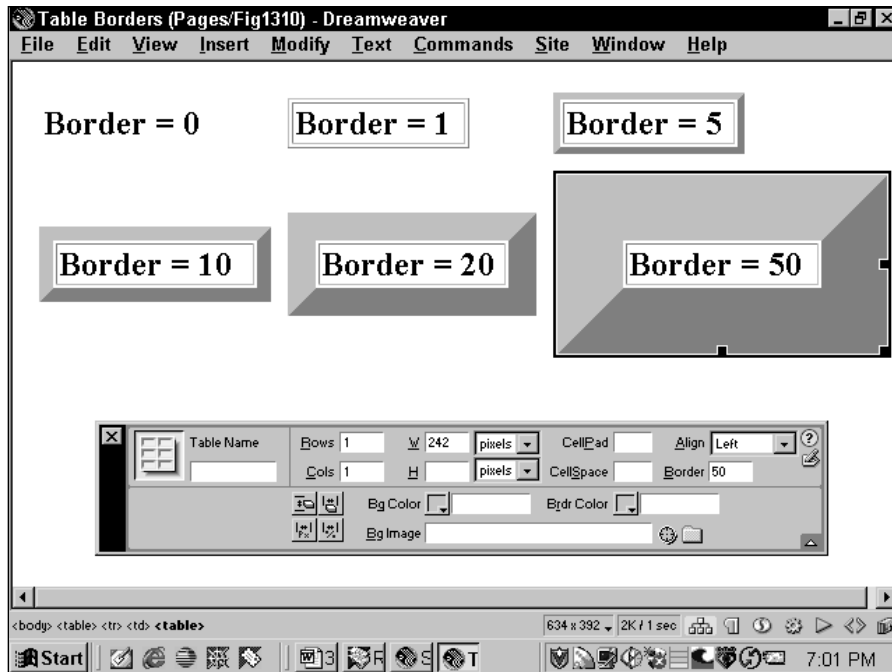 Table Borders (Pages/Fig1310) - Dreamweaver
File Edit View Insert Modify Text Commands Site Window Help
Border = 0
Border = 1
Border = 5
Border = 10
Border = 20
Border = 50
Table Name Rows 1 W 242 pixels CellPad Align Left
Cols 1 H pixels CellSpace Border 50
Bg Color Brdr Color
Bg Image
<body> <table> <tr> <td> <table> 634 x 392 2K / 1 sec
Start 3 F S T 7:01 PM